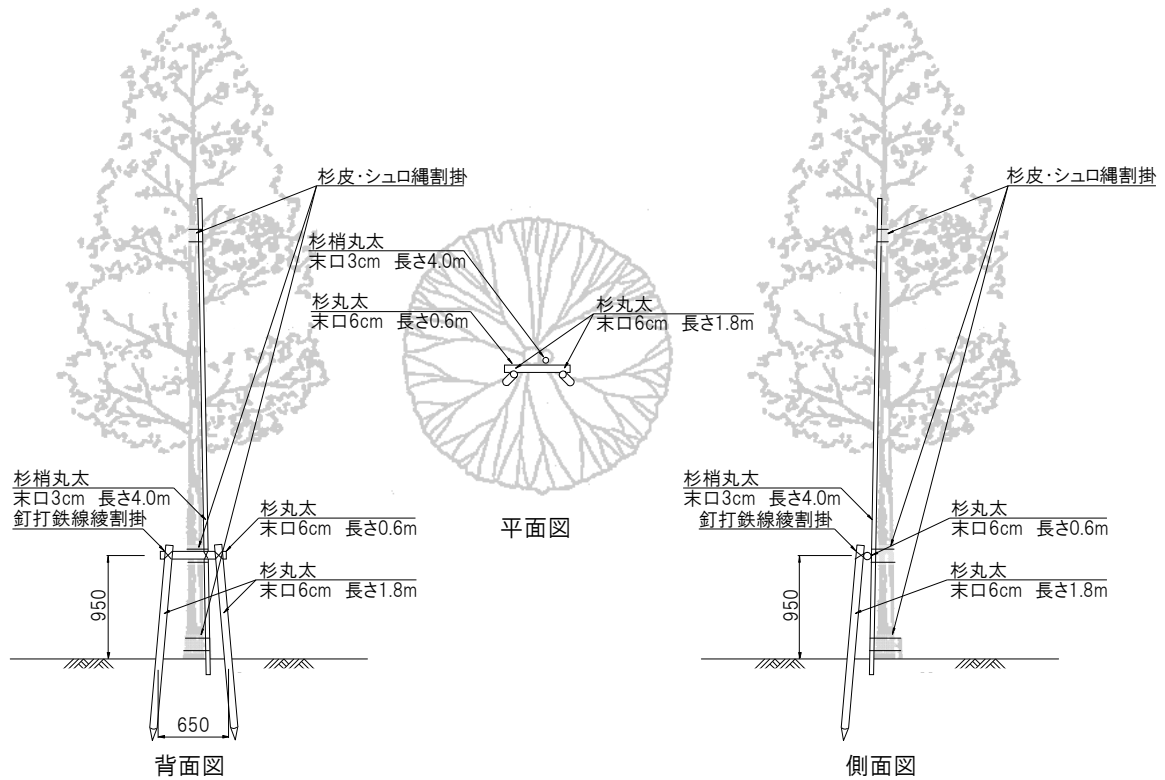 杉皮・シュロ縄割掛
杉梢丸太
末口3cm 長さ4.0m
釘打鉄線綾割掛
杉丸太
末口6cm 長さ0.6m
杉丸太
末口6cm 長さ1.8m
950
650
背面図
杉梢丸太
末口3cm 長さ4.0m
杉丸太
末口6cm 長さ0.6m
杉丸太
末口6cm 長さ1.8m
平面図
杉皮・シュロ縄割掛
杉梢丸太
末口3cm 長さ4.0m
釘打鉄線綾割掛
杉丸太
末口6cm 長さ0.6m
杉丸太
末口6cm 長さ1.8m
950
側面図